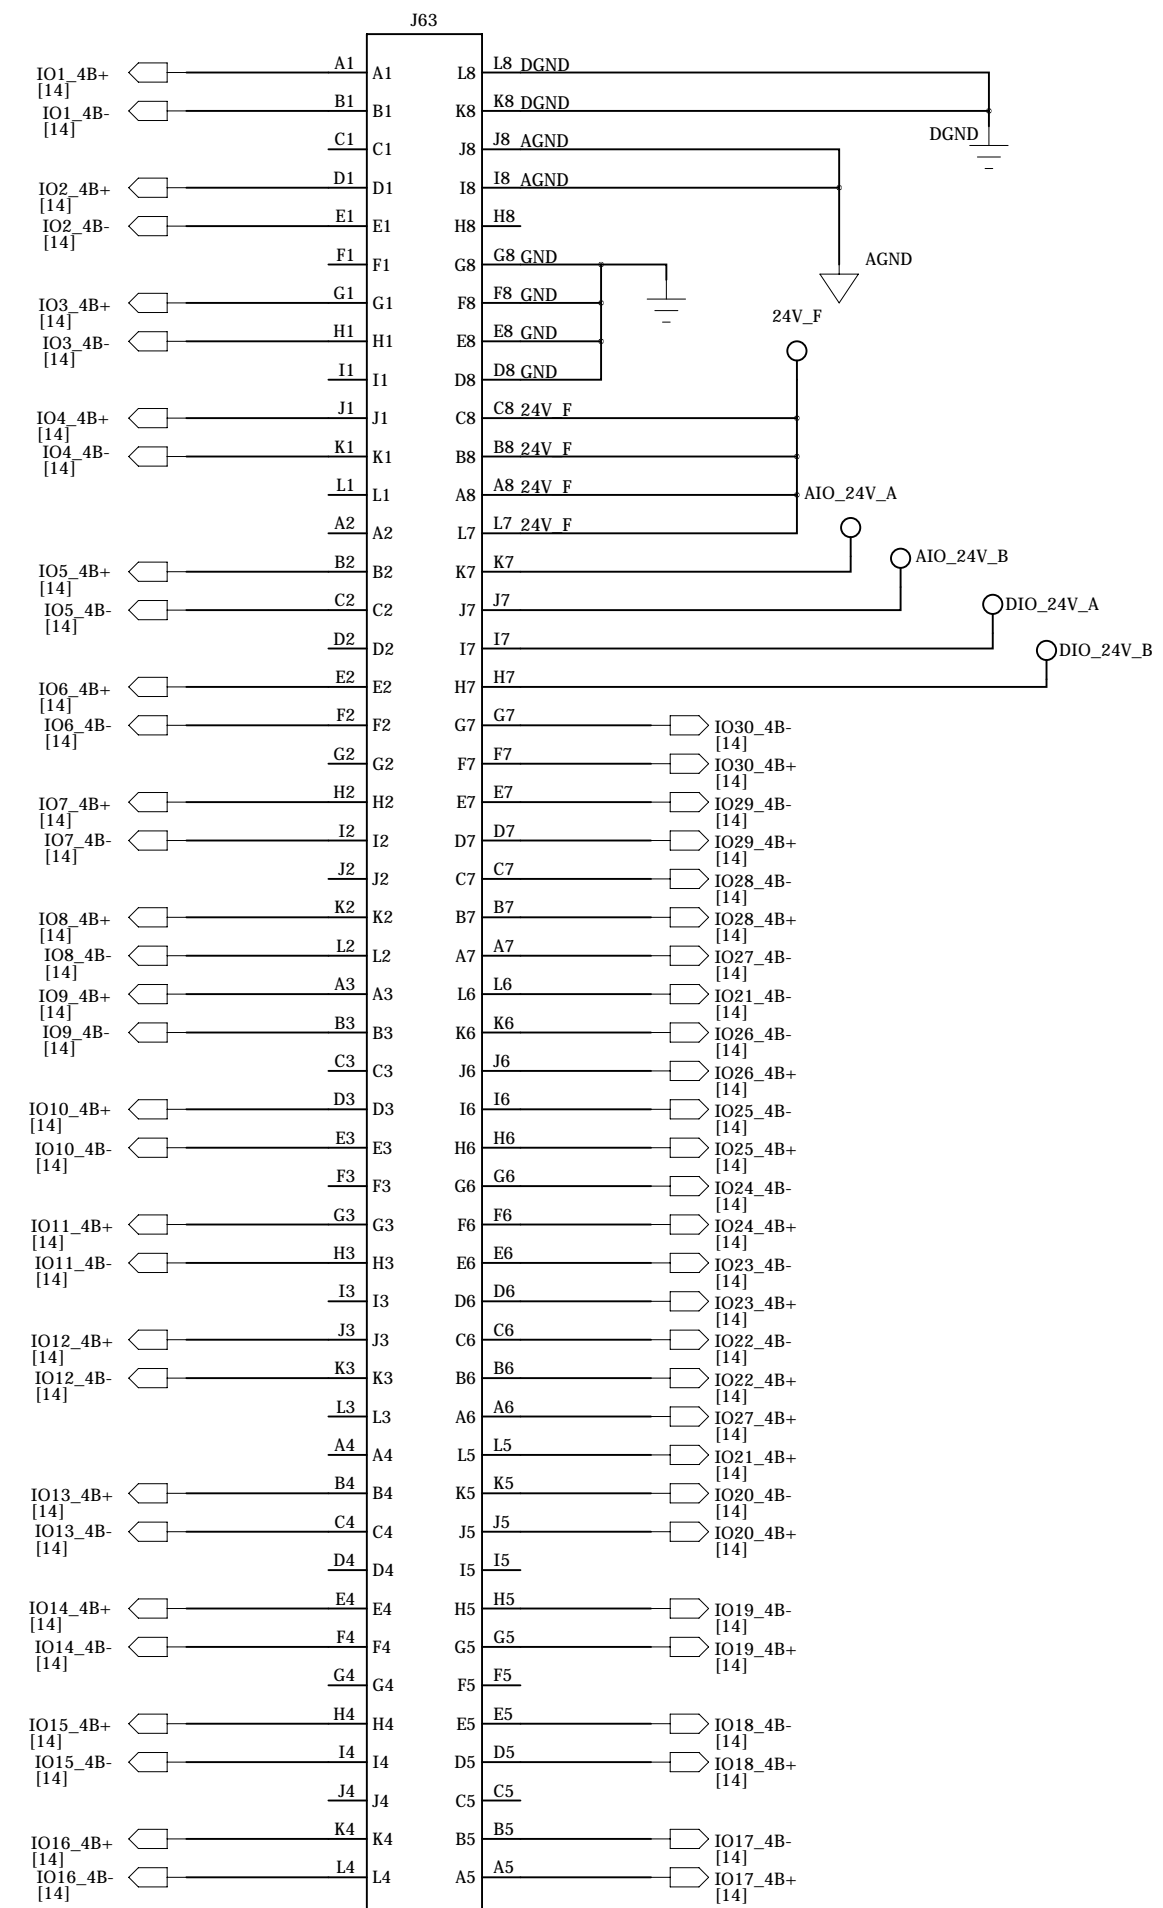 J63
IO1_4B+ A1 A1 L8 L8 DGND
[14]
IO1_4B- B1 B1 K8 K8 DGND
[14]
DGND
C1 C1 J8 J8 AGND
IO2_4B+ D1 D1 I8 I8 AGND
[14]
IO2_4B- E1 E1 H8 H8
[14]
F1 F1 G8 G8 GND AGND
IO3_4B+ G1 G1 F8 F8 GND
[14]
24V_F
IO3_4B- H1 H1 E8 E8 GND
[14]
I1 I1 D8 D8 GND
IO4_4B+ J1 J1 C8 C8 24V_F
[14]
IO4_4B- K1 K1 B8 B8 24V_F
[14]
L1 L1 A8 A8 24V_F AIO_24V_A
A2 A2 L7 L7 24V_F
IO5_4B+ B2 B2 K7 K7 AIO_24V_B
[14]
IO5_4B- C2 C2 J7 J7 DIO_24V_A
[14]
D2 D2 I7 I7 DIO_24V_B
IO6_4B+ E2 E2 H7 H7
[14]
IO6_4B- F2 F2 G7 G7 IO30_4B-
[14] [14]
G2 G2 F7 F7 IO30_4B+
[14]
IO7_4B+ H2 H2 E7 E7 IO29_4B-
[14] [14]
IO7_4B- I2 I2 D7 D7 IO29_4B+
[14] [14]
J2 J2 C7 C7 IO28_4B-
[14]
IO8_4B+ K2 K2 B7 B7 IO28_4B+
[14] [14]
IO8_4B- L2 L2 A7 A7 IO27_4B-
[14] [14]
IO9_4B+ A3 A3 L6 L6 IO21_4B-
[14] [14]
IO9_4B- B3 B3 K6 K6 IO26_4B-
[14] [14]
C3 C3 J6 J6 IO26_4B+
[14]
IO10_4B+ D3 D3 I6 I6 IO25_4B-
[14] [14]
IO10_4B- E3 E3 H6 H6 IO25_4B+
[14] [14]
F3 F3 G6 G6 IO24_4B-
[14]
IO11_4B+ G3 G3 F6 F6 IO24_4B+
[14] [14]
IO11_4B- H3 H3 E6 E6 IO23_4B-
[14] [14]
I3 I3 D6 D6 IO23_4B+
[14]
IO12_4B+ J3 J3 C6 C6 IO22_4B-
[14] [14]
IO12_4B- K3 K3 B6 B6 IO22_4B+
[14] [14]
L3 L3 A6 A6 IO27_4B+
[14]
A4 A4 L5 L5 IO21_4B+
[14]
IO13_4B+ B4 B4 K5 K5 IO20_4B-
[14] [14]
IO13_4B- C4 C4 J5 J5 IO20_4B+
[14] [14]
D4 D4 I5 I5
IO14_4B+ E4 E4 H5 H5 IO19_4B-
[14] [14]
IO14_4B- F4 F4 G5 G5 IO19_4B+
[14] [14]
G4 G4 F5 F5
IO15_4B+ H4 H4 E5 E5 IO18_4B-
[14] [14]
IO15_4B- I4 I4 D5 D5 IO18_4B+
[14] [14]
J4 J4 C5 C5
IO16_4B+ K4 K4 B5 B5 IO17_4B-
[14] [14]
IO16_4B- L4 L4 A5 A5 IO17_4B+
[14] [14]